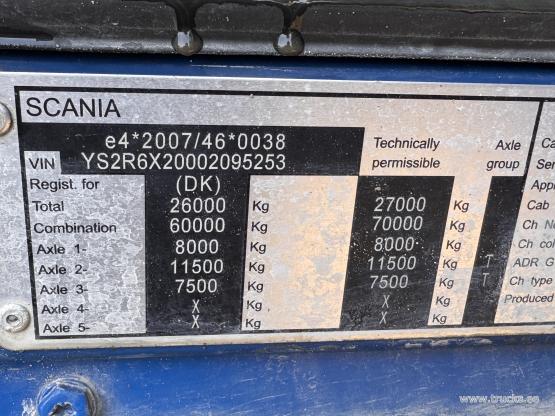 SCANIA
e4*2007/46*0038 Technically Axle
VIN YS2R6X20002095253 permissible group
Regist. for (DK)
Total 26000 Kg 27000 Kg Cab
Combination 60000 Kg 70000 Kg
Axle 1- 8000 Kg 8000 Kg Ch col
Axle 2- 11500 Kg 11500 Kg T ADR G
Axle 3- 7500 Kg 7500 Kg T Ch type
Axle 4- X Kg X Kg Produced
Axle 5- X Kg X Kg
www.trucks.ee